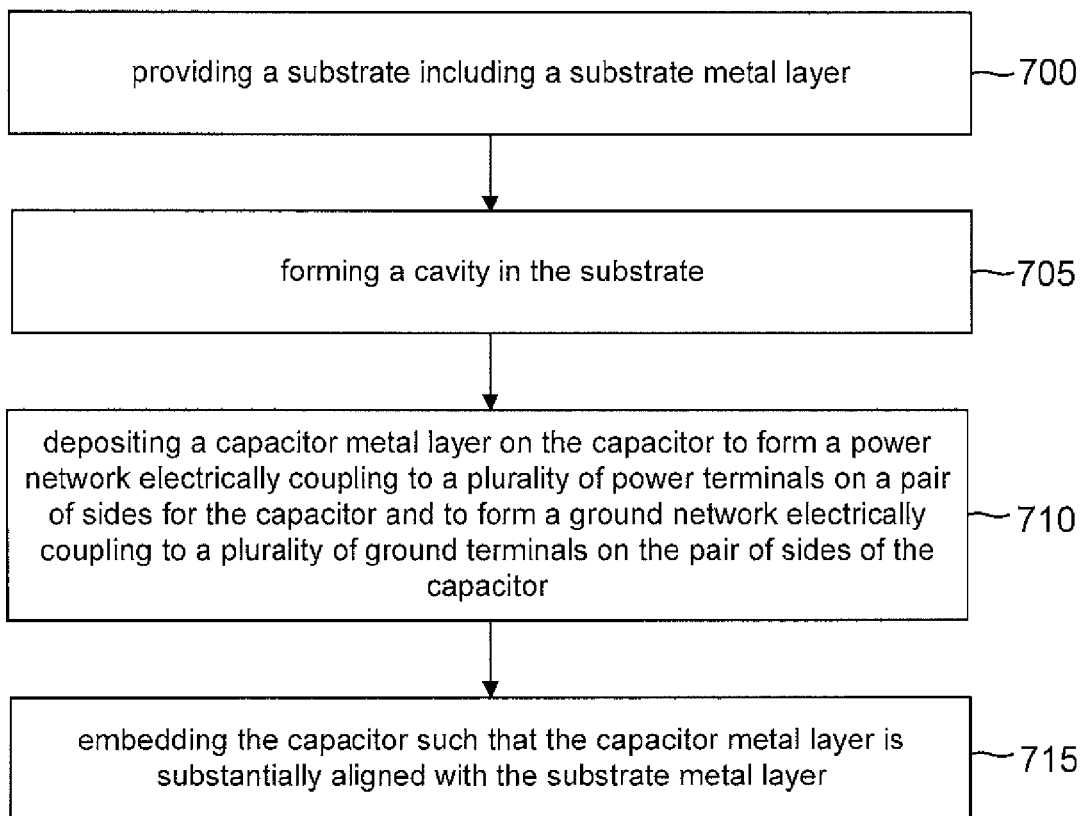 providing a substrate including a substrate metal layer
700
forming a cavity in the substrate
705
depositing a capacitor metal layer on the capacitor to form a power
network electrically coupling to a plurality of power terminals on a pair
of sides for the capacitor and to form a ground network electrically
coupling to a plurality of ground terminals on the pair of sides of the
capacitor
710
embedding the capacitor such that the capacitor metal layer is
substantially aligned with the substrate metal layer
715